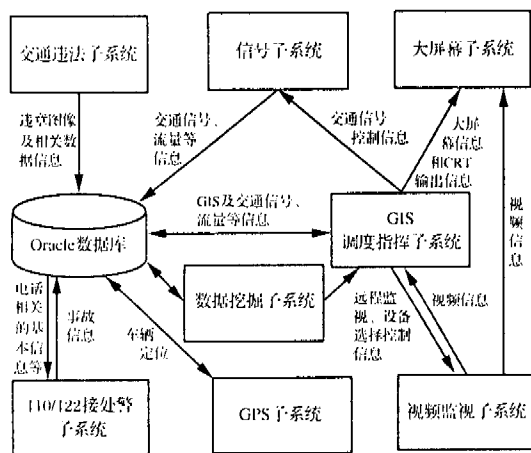 交通违法子系统
信号子系统
大屏幕子系统
违章图像
及相关数
据信息
交通信号、
流量等
信息
交通信号
控制信息
大屏
幕信息
和CRT
输出信息
视
频
信
息
Oracle数据库
GIS及交通信号、
流量等信息
GIS
调度指挥子系统
数据挖掘子系统
电话
相关
的基
本信
息等
事故
信息
车辆
定位
远程监
视、设备
选择控制
信息
视频信息
110/122接处警
子系统
GPS子系统
视频监视子系统